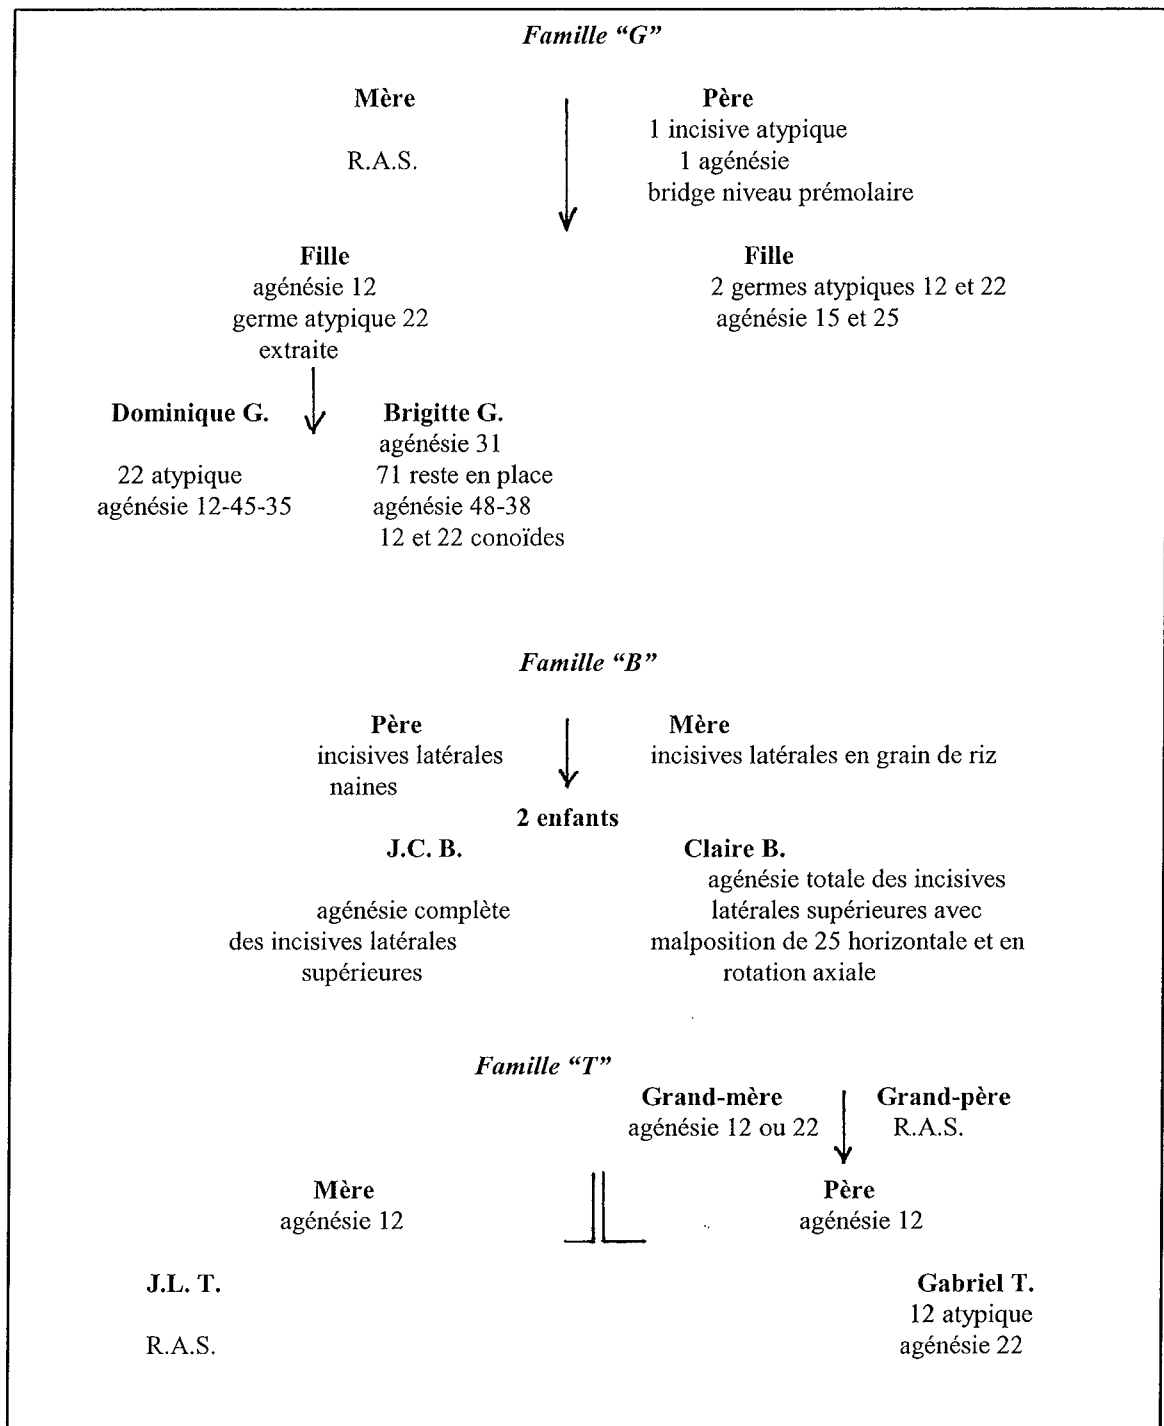 Famille “G”
Mère
Père
1 incisive atypique
R.A.S.
1 agénésie
bridge niveau prémolaire
Fille
agénésie 12
germe atypique 22
extraite
Fille
2 germes atypiques 12 et 22
agénésie 15 et 25
Dominique G.
22 atypique
agénésie 12-45-35
Brigitte G.
agénésie 31
71 reste en place
agénésie 48-38
12 et 22 conoïdes
Famille “B”
Père
incisives latérales
naines
Mère
incisives latérales en grain de riz
2 enfants
J.C. B.
agénésie complète
des incisives latérales
supérieures
Claire B.
agénésie totale des incisives
latérales supérieures avec
malposition de 25 horizontale et en
rotation axiale
Famille “T”
Grand-mère
agénésie 12 ou 22
Grand-père
R.A.S.
Mère
agénésie 12
Père
agénésie 12
J.L. T.
R.A.S.
Gabriel T.
12 atypique
agénésie 22